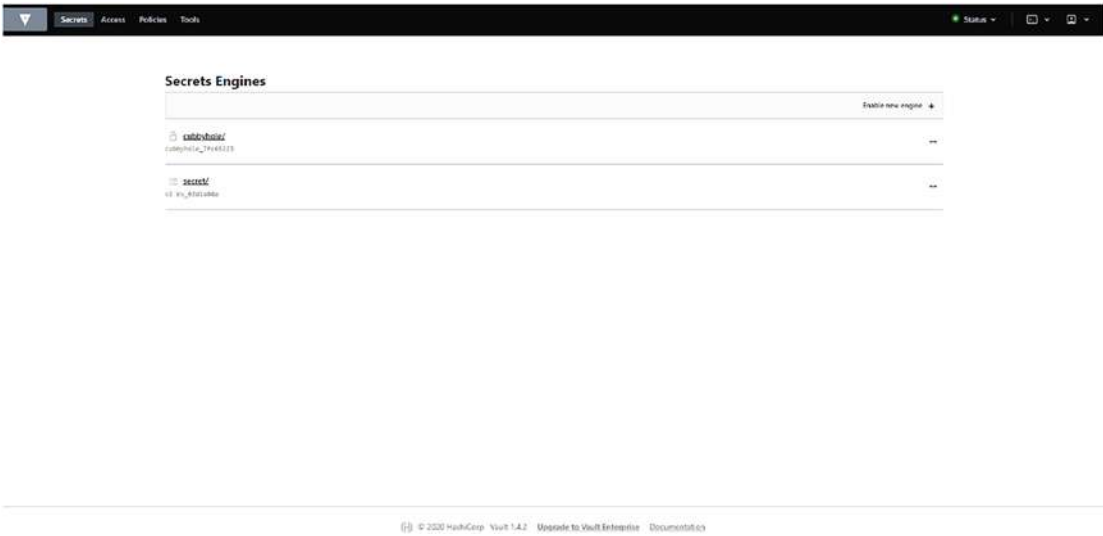 Secrets Access Policies Tools Status
Secrets Engines
Enable new engine +
cubbyhole/
secret/
© 2020 HashiCorp Vault 1.4.2 Upgrade to Vault Enterprise Documentation